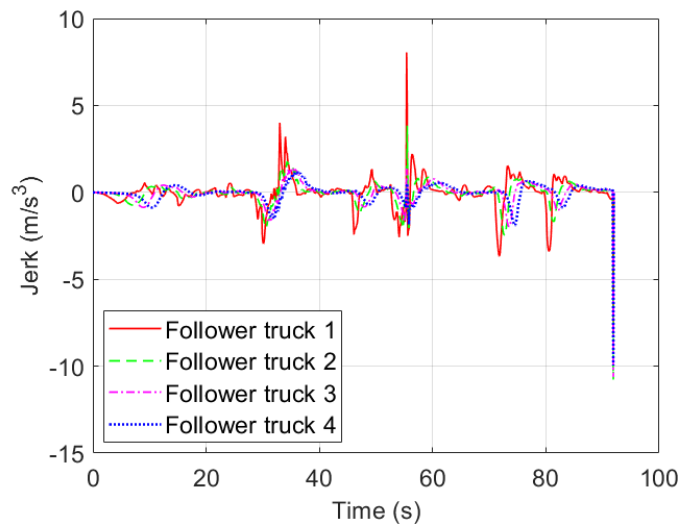 10
5
0
-5
-10
-15
Jerk (m/s³)
Follower truck 1
Follower truck 2
Follower truck 3
Follower truck 4
0 20 40 60 80 100
Time (s)